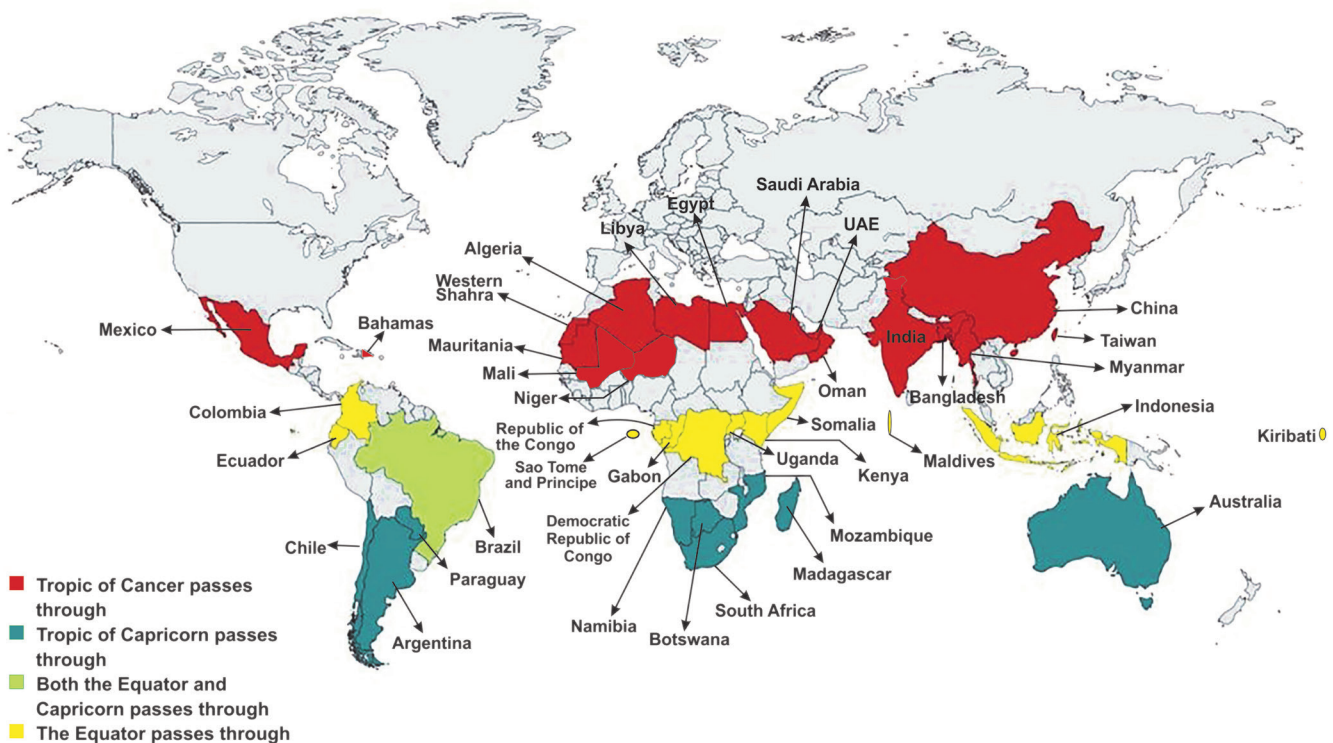 Saudi Arabia
Egypt
UAE
Libya
Algeria
Western
Shahra
China
Mexico
Bahamas
India
Taiwan
Mauritania
Myanmar
Mali
Oman
Bangladesh
Niger
Colombia
Indonesia
Republic of
the Congo
Somalia
Kiribati
Ecuador
Sao Tome
and Principe
Gabon
Uganda
Kenya
Maldives
Australia
Democratic
Republic of
Congo
Mozambique
Chile
Brazil
Paraguay
Madagascar
South Africa
Namibia
Botswana
Argentina
Tropic of Cancer passes
through
Tropic of Capricorn passes
through
Both the Equator and
Capricorn passes through
The Equator passes through